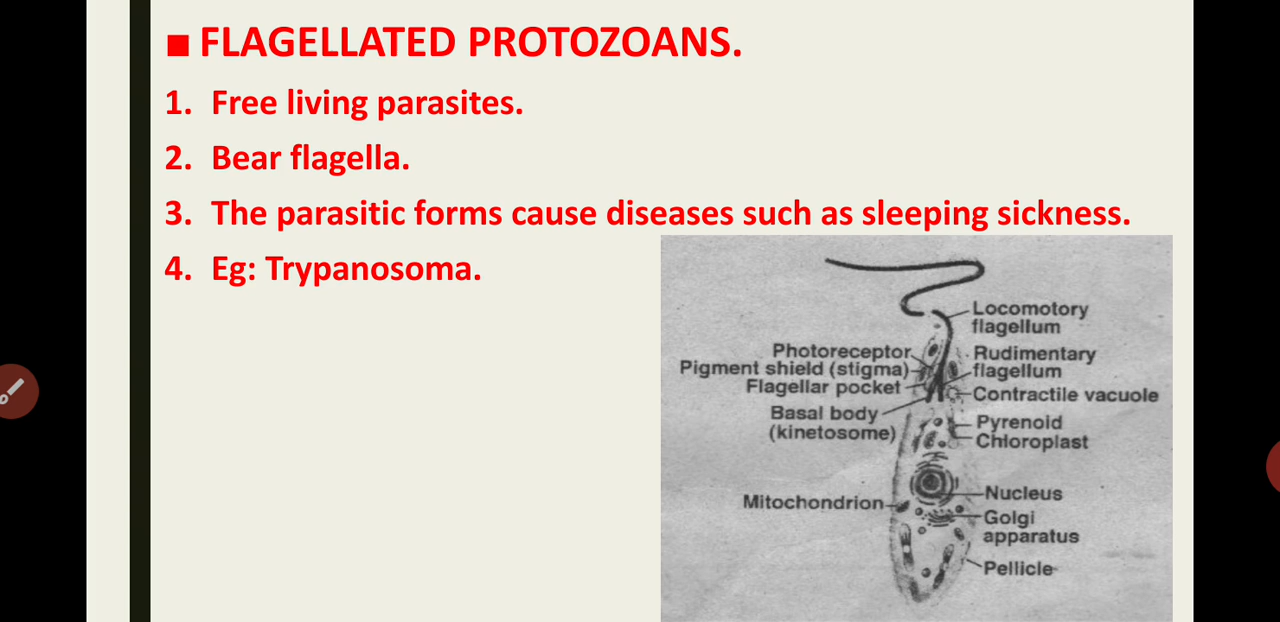 ■ FLAGELLATED PROTOZOANS.
1. Free living parasites.
2. Bear flagella.
3. The parasitic forms cause diseases such as sleeping sickness.
4. Eg: Trypanosoma.
Locomotory
flagellum
Photoreceptor
Pigment shield (stigma)
Flagellar pocket
Basal body
(kinetosome)
Rudimentary
flagellum
Contractile vacuole
Pyrenoid
Chloroplast
Mitochondrion
Nucleus
Golgi
apparatus
Pellicle